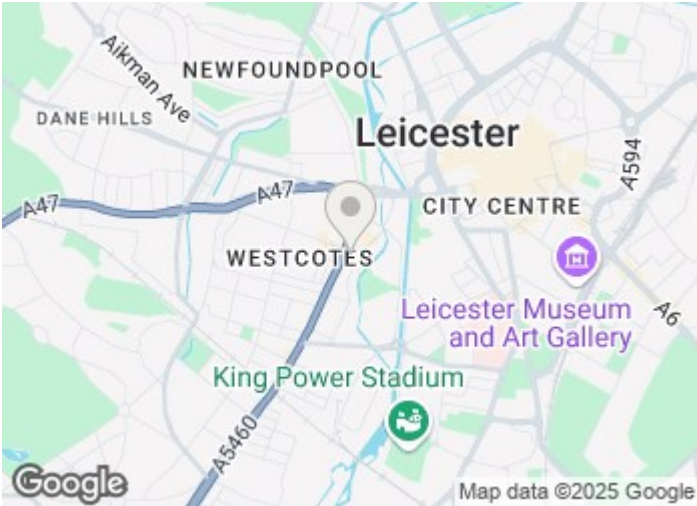 Aikman Ave
NEWFOUNDPOOL
DANE HILLS
Leicester
A594
A47
A47
CITY CENTRE
WESTCOTES
Leicester Museum
and Art Gallery
A6
King Power Stadium
A5460
Google
Map data ©2025 Google